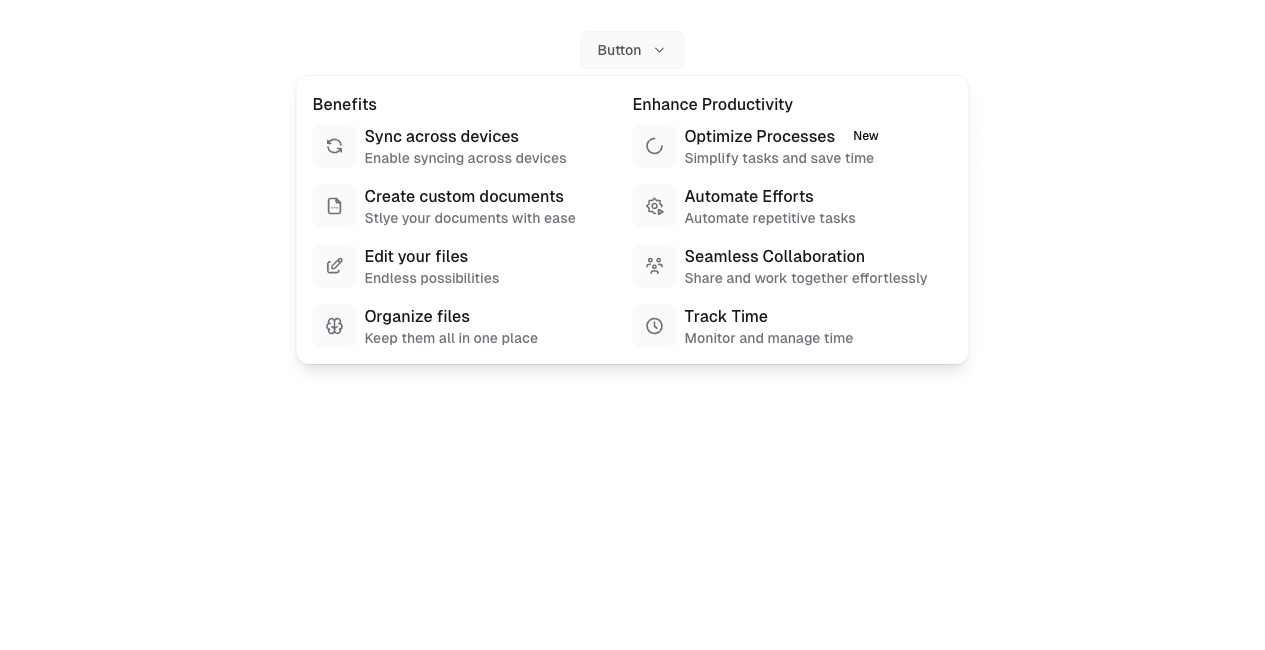 Button
Benefits
Sync across devices
Enable syncing across devices
Create custom documents
Stlye your documents with ease
Edit your files
Endless possibilities
Organize files
Keep them all in one place
Enhance Productivity
Optimize Processes New
Simplify tasks and save time
Automate Efforts
Automate repetitive tasks
Seamless Collaboration
Share and work together effortlessly
Track Time
Monitor and manage time